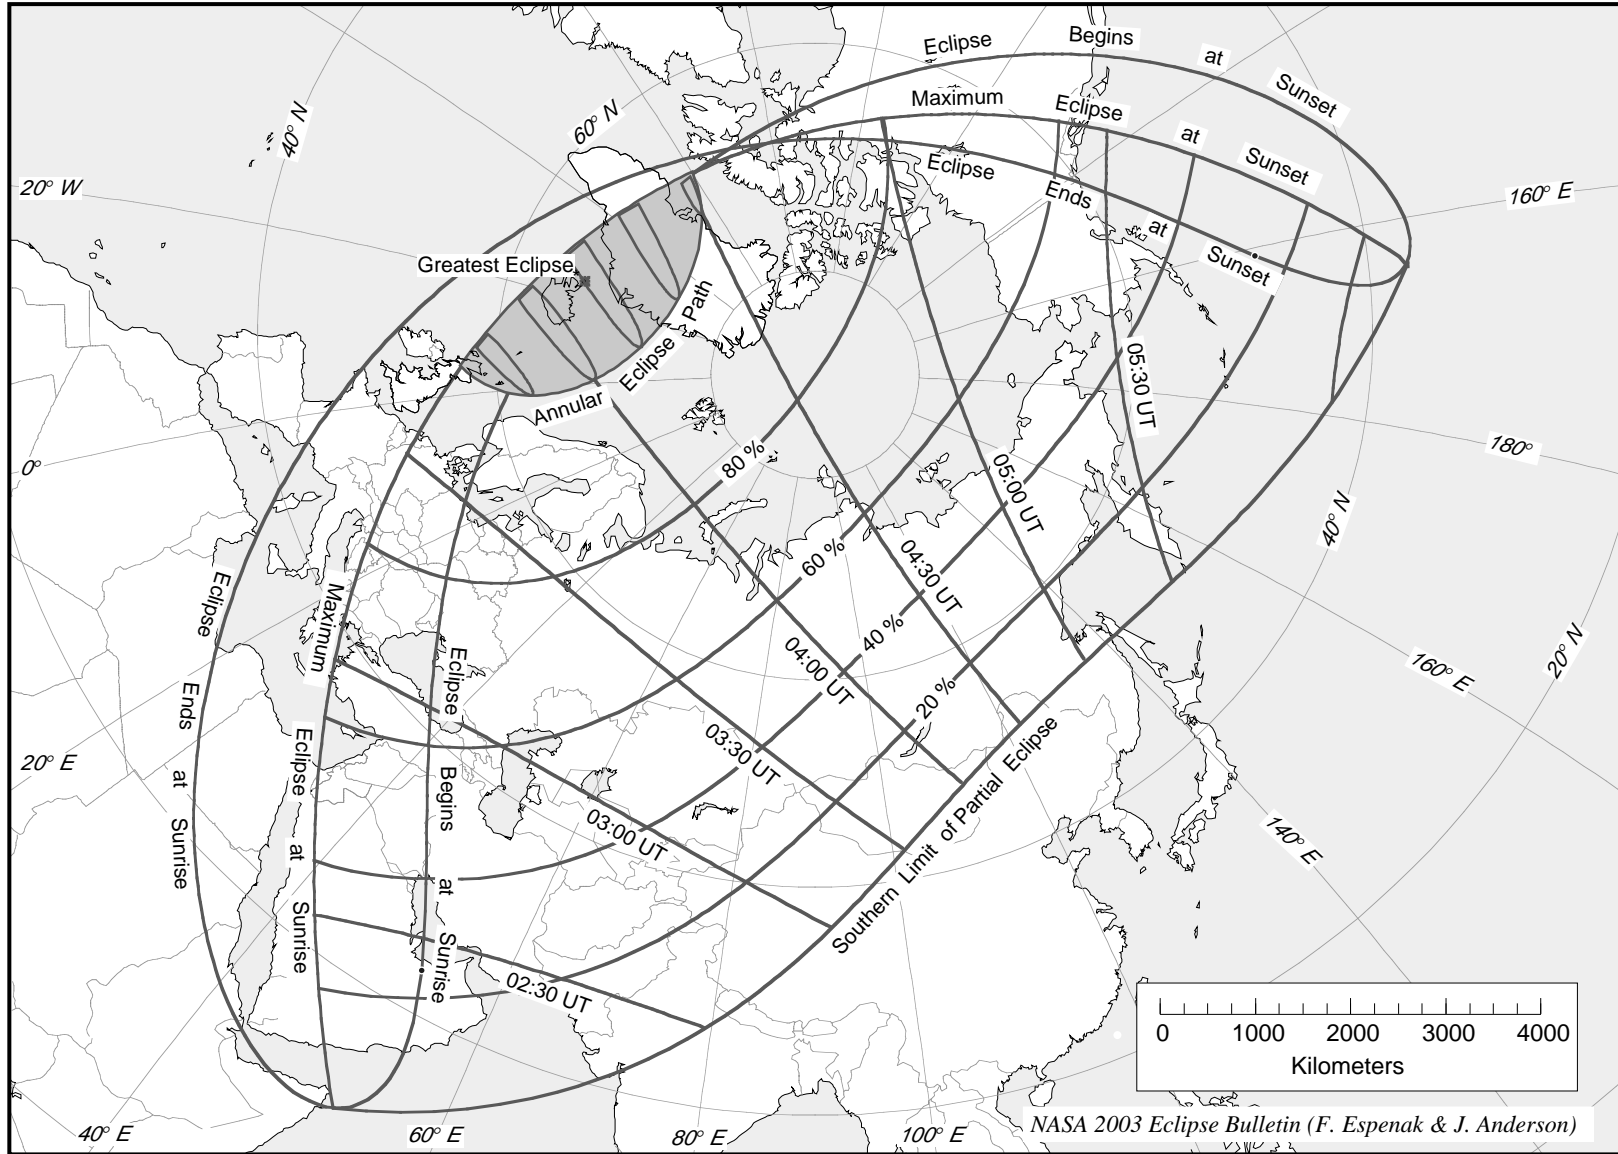 Eclipse Begins at Sunset
Maximum Eclipse at Sunset
Eclipse Ends at Sunset
40° N
60° N
20° W
160° E
Greatest Eclipse
Annular Eclipse Path
0°
180°
80 %
60 %
40 %
20 %
05:30 UT
05:00 UT
04:30 UT
04:00 UT
03:30 UT
03:00 UT
02:30 UT
40° N
20° N
160° E
140° E
Eclipse Ends at Sunrise
Maximum Eclipse at Sunrise
Eclipse Begins at Sunrise
20° E
Southern Limit of Partial Eclipse
0 1000 2000 3000 4000
Kilometers
40° E
60° E
80° E
100° E
NASA 2003 Eclipse Bulletin (F. Espenak & J. Anderson)